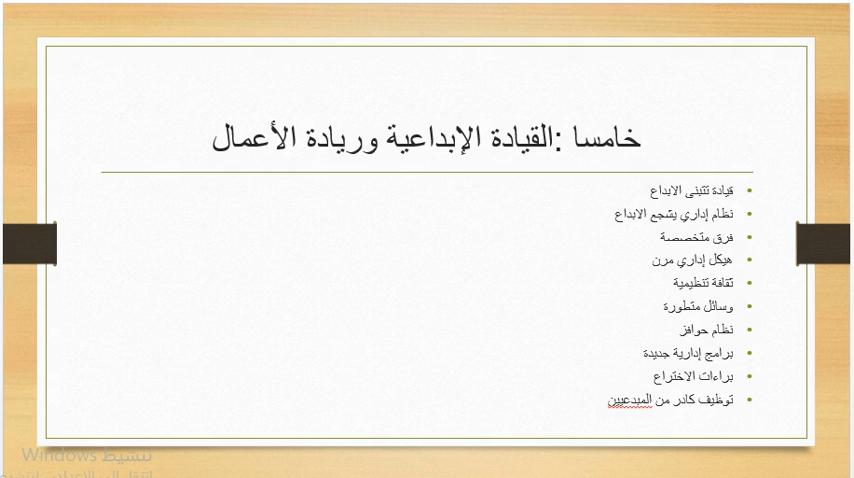 خامسا :القيادة الإبداعية وريادة الأعمال
قيادة تتبنى الابداع
نظام إداري يشجع الابداع
فرق متخصصة
هيكل إداري مرن
ثقافة تنظيمية
وسائل متطورة
نظام حوافز
برامج إدارية جديدة
براءات الاختراع
توظيف كادر من المبدعيين
تنشيط Windows